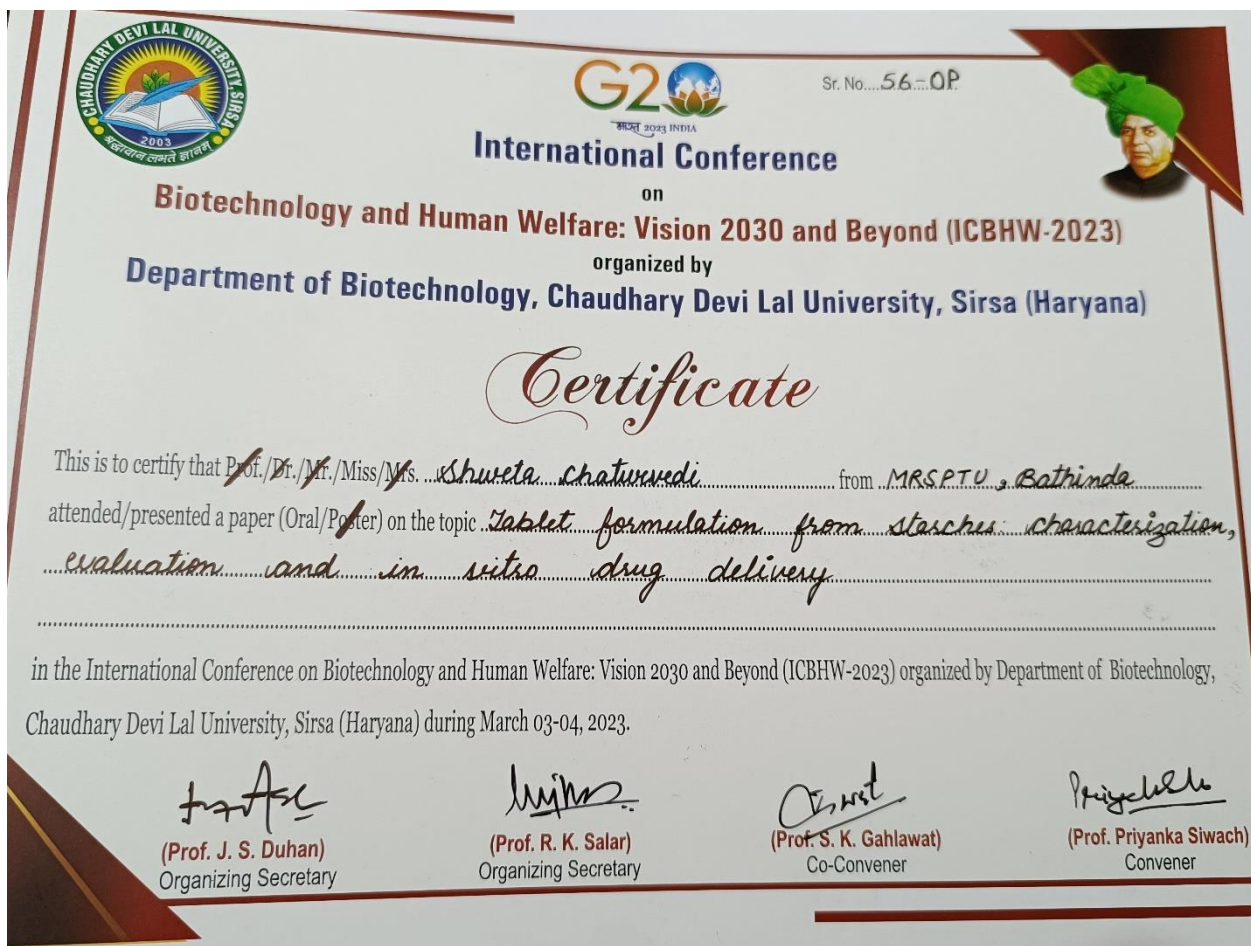 CHAUDHARY DEVI LAL UNIVERSITY, SIRSA
2003
श्रद्धावान लभते ज्ञानम्
G20
भारत 2023 INDIA
Sr. No....56-OP.
International Conference
on
Biotechnology and Human Welfare: Vision 2030 and Beyond (ICBHW-2023)
organized by
Department of Biotechnology, Chaudhary Devi Lal University, Sirsa (Haryana)
Certificate
This is to certify that Prof./Dr./Mr./Miss/Mrs. Shweta Chaturvedi from MRSPTU, Bathinda
attended/presented a paper (Oral/Poster) on the topic Tablet formulation from starches: characterization,
evaluation and in vitro drug delivery
in the International Conference on Biotechnology and Human Welfare: Vision 2030 and Beyond (ICBHW-2023) organized by Department of Biotechnology,
Chaudhary Devi Lal University, Sirsa (Haryana) during March 03-04, 2023.
(Prof. J. S. Duhan)
Organizing Secretary
(Prof. R. K. Salar)
Organizing Secretary
(Prof. S. K. Gahlawat)
Co-Convener
(Prof. Priyanka Siwach)
Convener